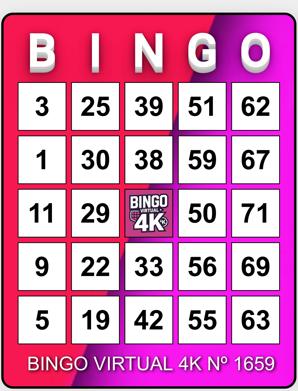 B I N G O
3 25 39 51 62
1 30 38 59 67
11 29 BINGO VIRTUAL 4K 50 71
9 22 33 56 69
5 19 42 55 63
BINGO VIRTUAL 4K Nº 1659